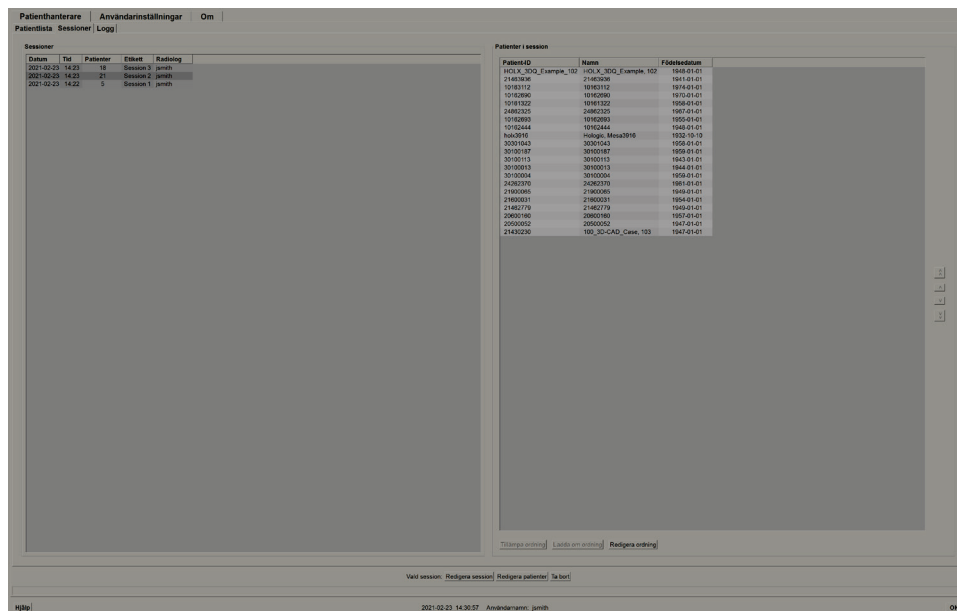 Patienthanterare Användarinställningar Om
Patientlista Sessioner Logg
Sessioner
Datum Tid Patienter Etikett Radiolog
2021-02-23 14:23 18 Session 3 jsmith
2021-02-23 14:23 21 Session 2 jsmith
2021-02-23 14:22 5 Session 1 jsmith
Patienter i session
Patient-ID Namn Födelsedatum
HOLX_3DQ_Example_102 HOLX_3DQ_Example, 102 1948-01-01
21463936 21463936 1941-01-01
10163112 10163112 1974-01-01
10162690 10162690 1970-01-01
10161322 10161322 1958-01-01
24862325 24862325 1967-01-01
10162693 10162693 1955-01-01
10162444 10162444 1948-01-01
holx3916 Hologic, Mesa3916 1932-10-10
30301043 30301043 1958-01-01
30100187 30100187 1959-01-01
30100113 30100113 1943-01-01
30100013 30100013 1944-01-01
30100004 30100004 1959-01-01
24262370 24262370 1961-01-01
21900065 21900065 1949-01-01
21600031 21600031 1954-01-01
21462779 21462779 1949-01-01
20600160 20600160 1957-01-01
20500052 20500052 1947-01-01
21430230 100_3D-CAD_Case, 103 1947-01-01
Tillämpa ordning Ladda om ordning Redigera ordning
Vald session: Redigera session Redigera patienter Ta bort
Hjälp 2021-02-23 14:30:57 Användarnamn: jsmith